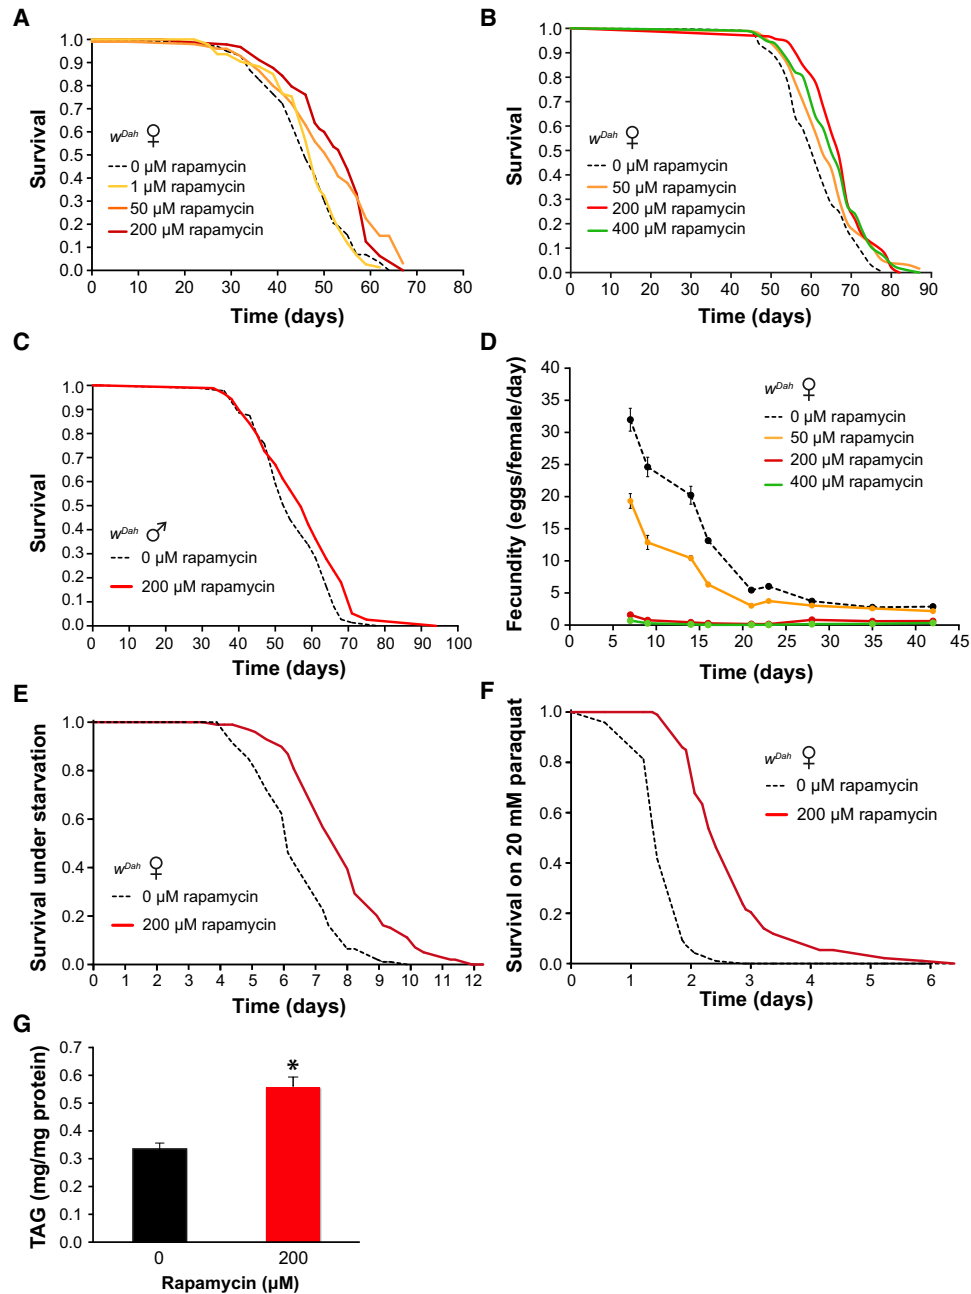 A
Survival
1.0
0.9
0.8
0.7
0.6
0.5
0.4
0.3
0.2
0.1
0.0
w^Dah ♀
0 µM rapamycin
1 µM rapamycin
50 µM rapamycin
200 µM rapamycin
0 10 20 30 40 50 60 70 80
Time (days)
B
Survival
1.0
0.9
0.8
0.7
0.6
0.5
0.4
0.3
0.2
0.1
0.0
w^Dah ♀
0 µM rapamycin
50 µM rapamycin
200 µM rapamycin
400 µM rapamycin
0 10 20 30 40 50 60 70 80 90
Time (days)
C
Survival
1.0
0.9
0.8
0.7
0.6
0.5
0.4
0.3
0.2
0.1
0.0
w^Dah ♂
0 µM rapamycin
200 µM rapamycin
0 10 20 30 40 50 60 70 80 90 100
Time (days)
D
Fecundity (eggs/female/day)
40
35
30
25
20
15
10
5
0
w^Dah ♀
0 µM rapamycin
50 µM rapamycin
200 µM rapamycin
400 µM rapamycin
0 5 10 15 20 25 30 35 40 45
Time (days)
E
Survival under starvation
1.0
0.8
0.6
0.4
0.2
0.0
w^Dah ♀
0 µM rapamycin
200 µM rapamycin
0 1 2 3 4 5 6 7 8 9 10 11 12
Time (days)
F
Survival on 20 mM paraquat
1.0
0.8
0.6
0.4
0.2
0.0
w^Dah ♀
0 µM rapamycin
200 µM rapamycin
0 1 2 3 4 5 6
Time (days)
G
TAG (mg/mg protein)
0.7
0.6
0.5
0.4
0.3
0.2
0.1
0.0
*
0 200
Rapamycin (µM)